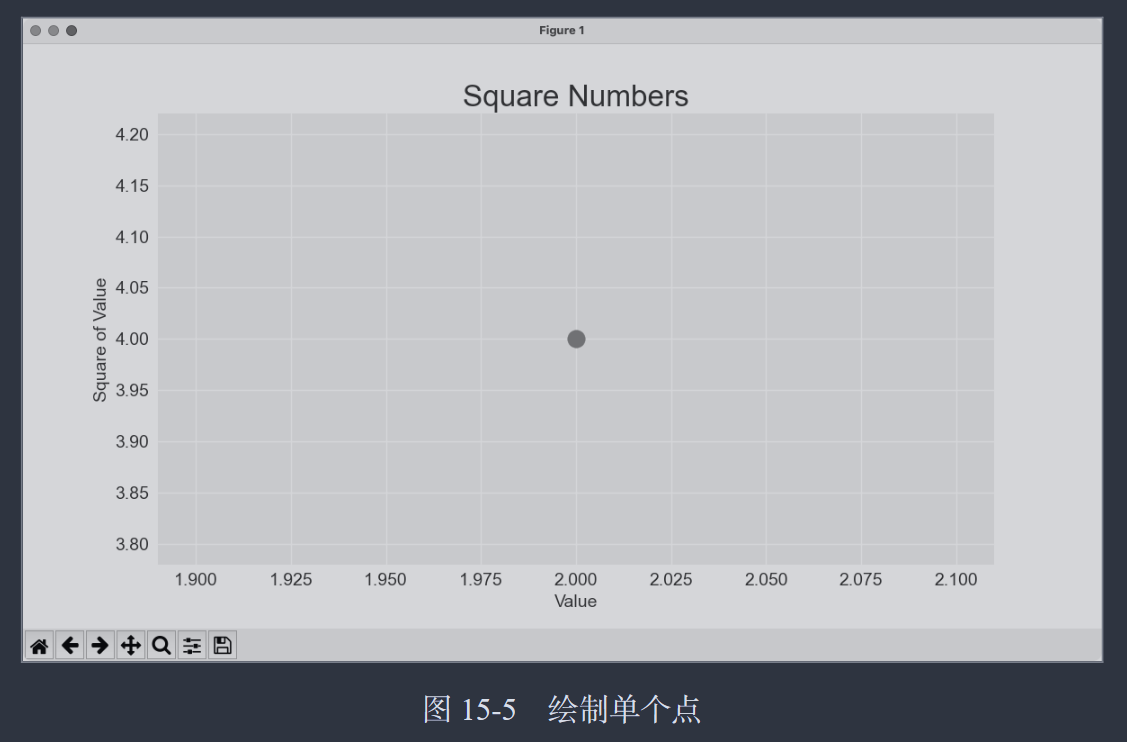 Figure 1
Square Numbers
4.20
4.15
4.10
4.05
4.00
3.95
3.90
3.85
3.80
Square of Value
1.900 1.925 1.950 1.975 2.000 2.025 2.050 2.075 2.100
Value
图 15-5 绘制单个点